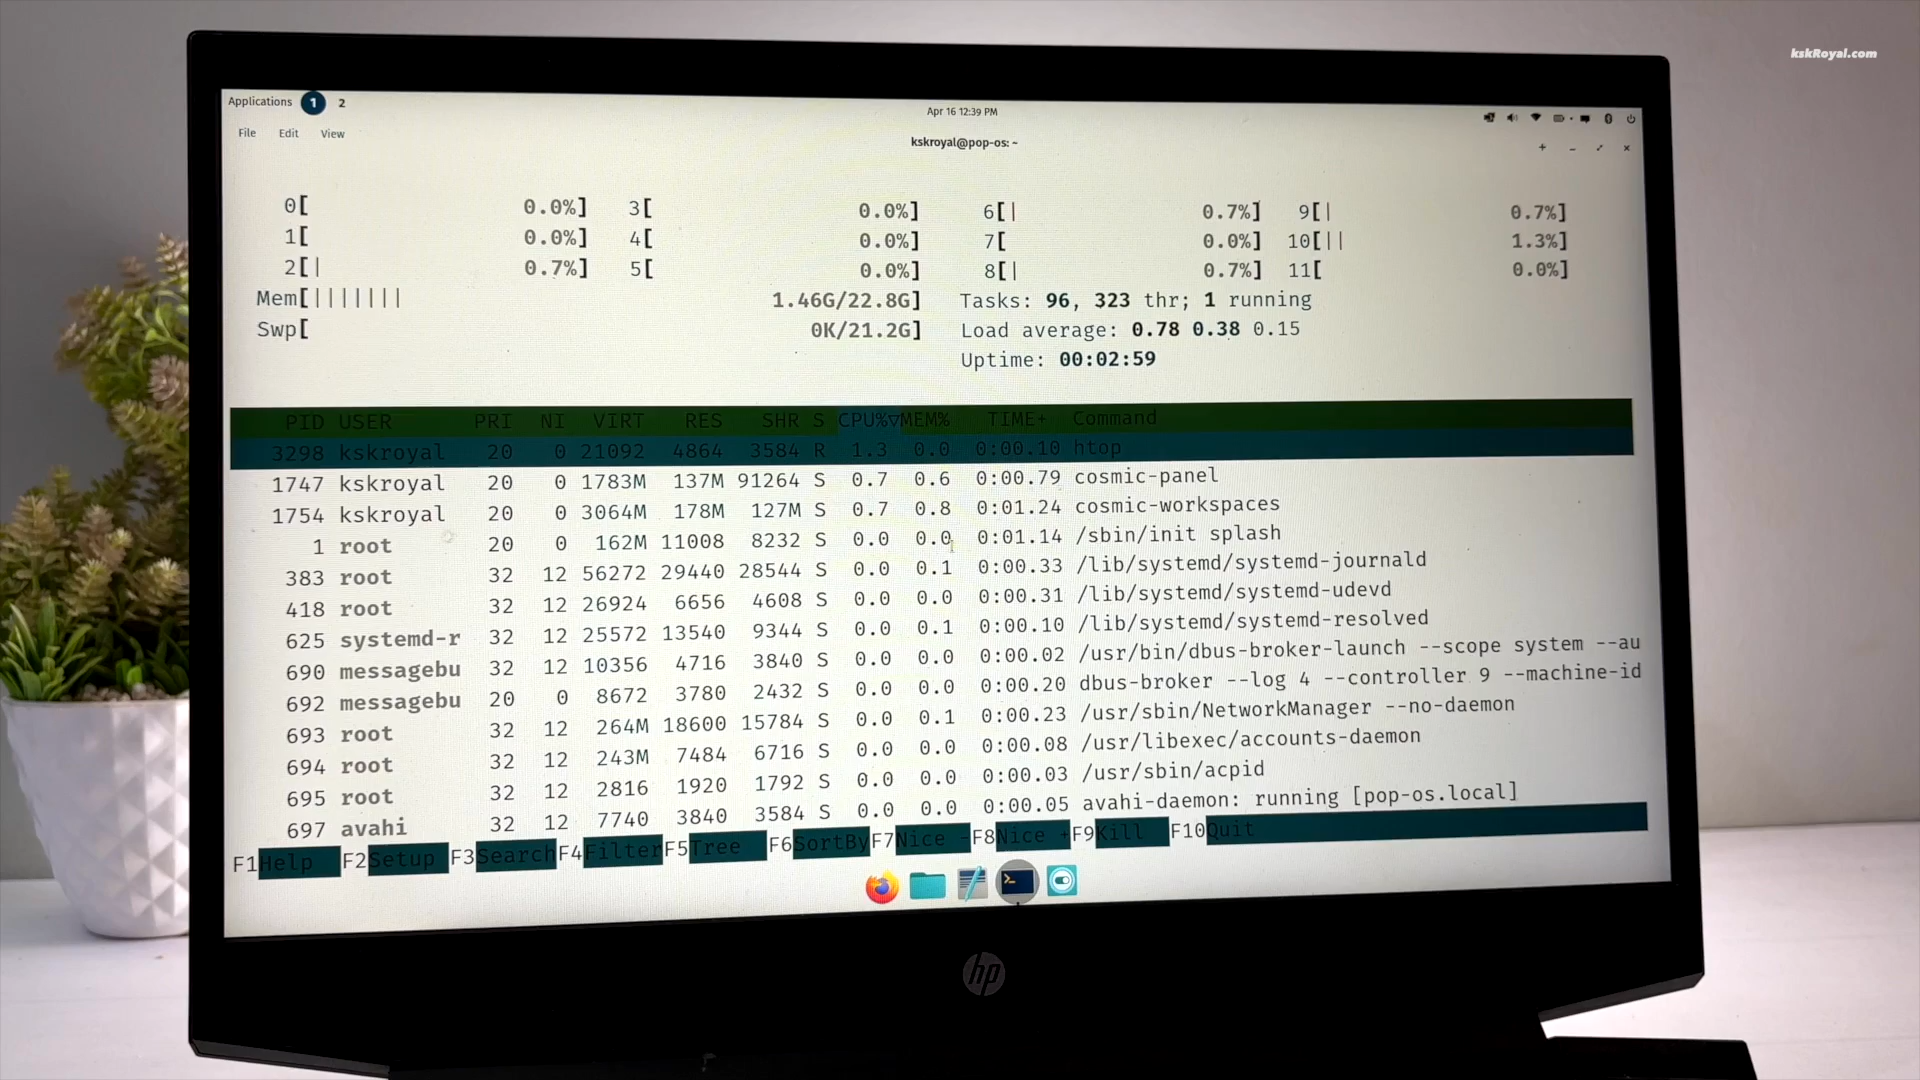 kskRoyal.com
Applications 1 2
Apr 16 12:39 PM
File Edit View
kskroyal@pop-os: ~
0[ 0.0%] 3[ 0.0%] 6[| 0.7%] 9[| 0.7%]
1[ 0.0%] 4[ 0.0%] 7[ 0.0%] 10[|| 1.3%]
2[| 0.7%] 5[ 0.0%] 8[| 0.7%] 11[ 0.0%]
Mem[||||||| 1.46G/22.8G] Tasks: 96, 323 thr; 1 running
Swp[ 0K/21.2G] Load average: 0.78 0.38 0.15
Uptime: 00:02:59
PID USER PRI NI VIRT RES SHR S CPU%▽MEM% TIME+ Command
3298 kskroyal 20 0 21092 4864 3584 R 1.3 0.0 0:00.10 htop
1747 kskroyal 20 0 1783M 137M 91264 S 0.7 0.6 0:00.79 cosmic-panel
1754 kskroyal 20 0 3064M 178M 127M S 0.7 0.8 0:01.24 cosmic-workspaces
1 root 20 0 162M 11008 8232 S 0.0 0.0 0:01.14 /sbin/init splash
383 root 32 12 56272 29440 28544 S 0.0 0.1 0:00.33 /lib/systemd/systemd-journald
418 root 32 12 26924 6656 4608 S 0.0 0.0 0:00.31 /lib/systemd/systemd-udevd
625 systemd-r 32 12 25572 13540 9344 S 0.0 0.1 0:00.10 /lib/systemd/systemd-resolved
690 messagebu 32 12 10356 4716 3840 S 0.0 0.0 0:00.02 /usr/bin/dbus-broker-launch --scope system --au
692 messagebu 20 0 8672 3780 2432 S 0.0 0.0 0:00.20 dbus-broker --log 4 --controller 9 --machine-id
693 root 32 12 264M 18600 15784 S 0.0 0.1 0:00.23 /usr/sbin/NetworkManager --no-daemon
694 root 32 12 243M 7484 6716 S 0.0 0.0 0:00.08 /usr/libexec/accounts-daemon
695 root 32 12 2816 1920 1792 S 0.0 0.0 0:00.03 /usr/sbin/acpid
697 avahi 32 12 7740 3840 3584 S 0.0 0.0 0:00.05 avahi-daemon: running [pop-os.local]
F1Help F2Setup F3Search F4Filter F5Tree F6SortBy F7Nice - F8Nice + F9Kill F10Quit
hp